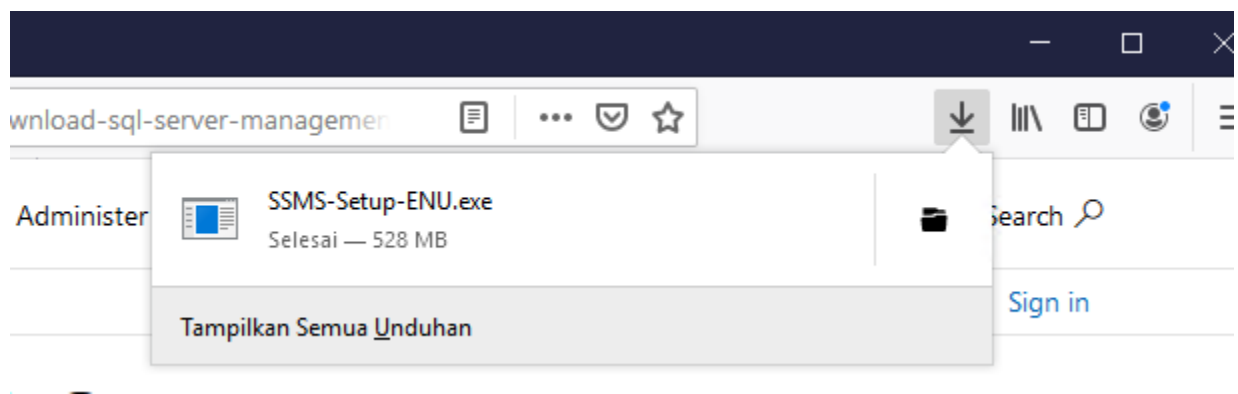 wnload-sql-server-managemen
SSMS-Setup-ENU.exe
Selesai — 528 MB
Administer
Search
Sign in
Tampilkan Semua Unduhan